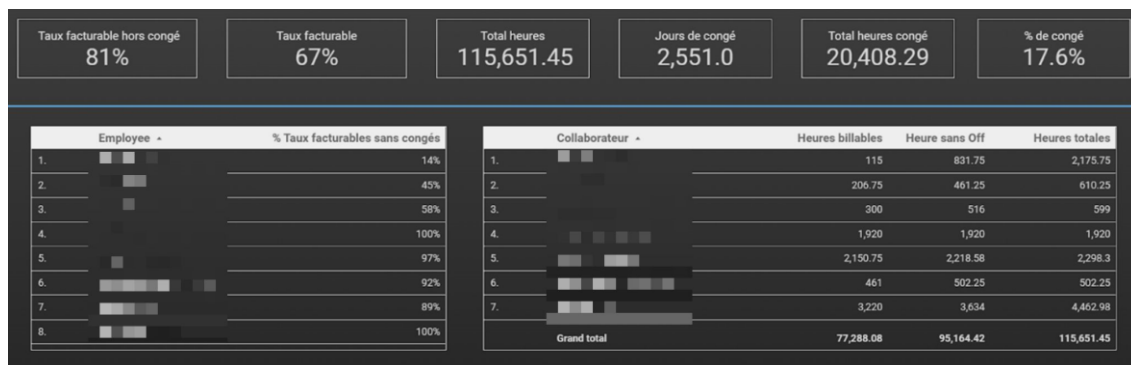 Taux facturable hors congé
81%
Taux facturable
67%
Total heures
115,651.45
Jours de congé
2,551.0
Total heures congé
20,408.29
% de congé
17.6%
Employee % Taux facturables sans congés
1. 14%
2. 45%
3. 58%
4. 100%
5. 97%
6. 92%
7. 89%
8. 100%
Collaborateur Heures billables Heure sans Off Heures totales
1. 115 831.75 2,175.75
2. 206.75 461.25 610.25
3. 300 516 599
4. 1,920 1,920 1,920
5. 2,150.75 2,218.58 2,298.3
6. 461 502.25 502.25
7. 3,220 3,634 4,462.98
Grand total 77,288.08 95,164.42 115,651.45